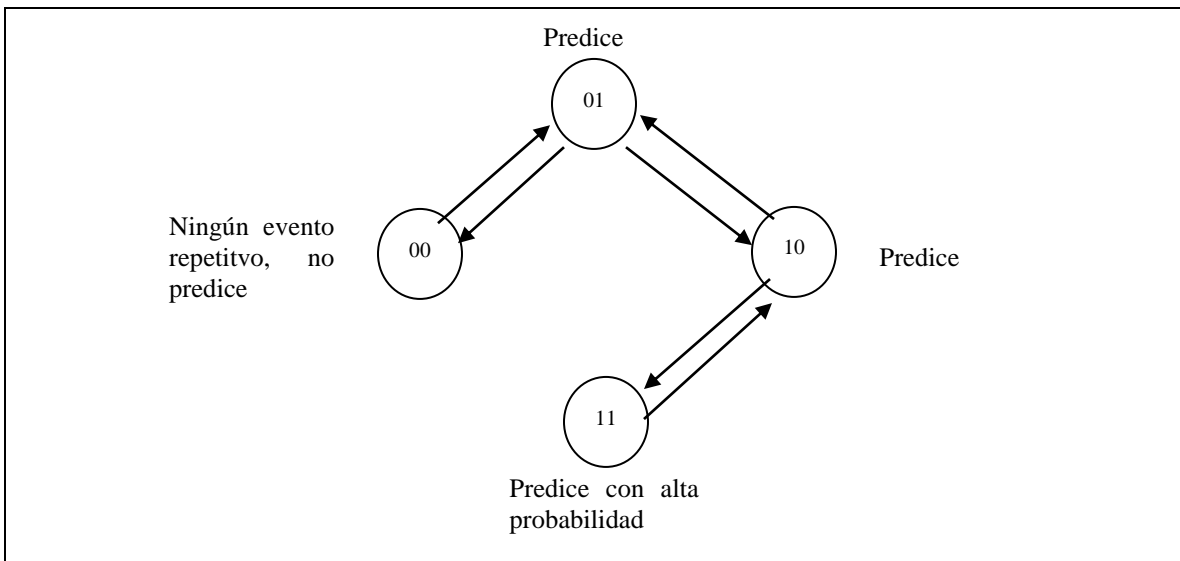 Predice
01
Ningún evento
repetitvo, no
predice
00
10
Predice
11
Predice con alta
probabilidad